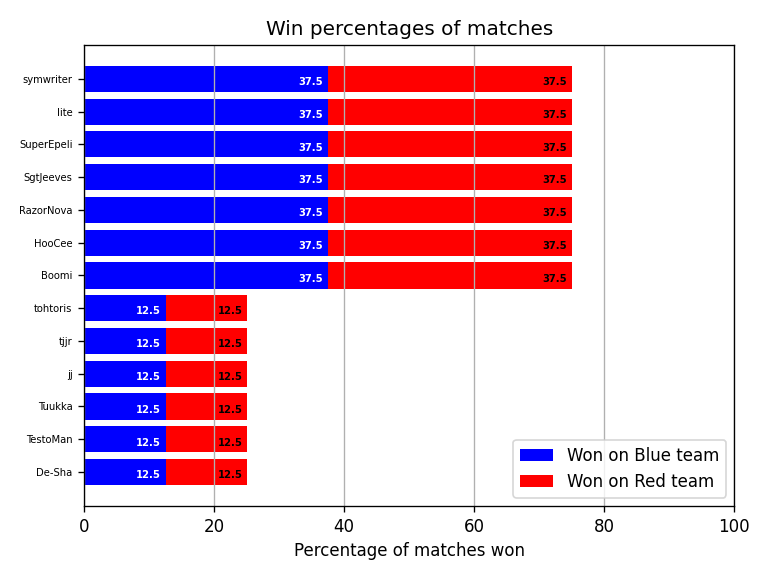 Win percentages of matches
symwriter 37.5 37.5
lite 37.5 37.5
SuperEpeli 37.5 37.5
SgtJeeves 37.5 37.5
RazorNova 37.5 37.5
HooCee 37.5 37.5
Boomi 37.5 37.5
tohtoris 12.5 12.5
tjjr 12.5 12.5
jj 12.5 12.5
Tuukka 12.5 12.5
TestoMan 12.5 12.5
De-Sha 12.5 12.5
Won on Blue team
Won on Red team
0 20 40 60 80 100
Percentage of matches won